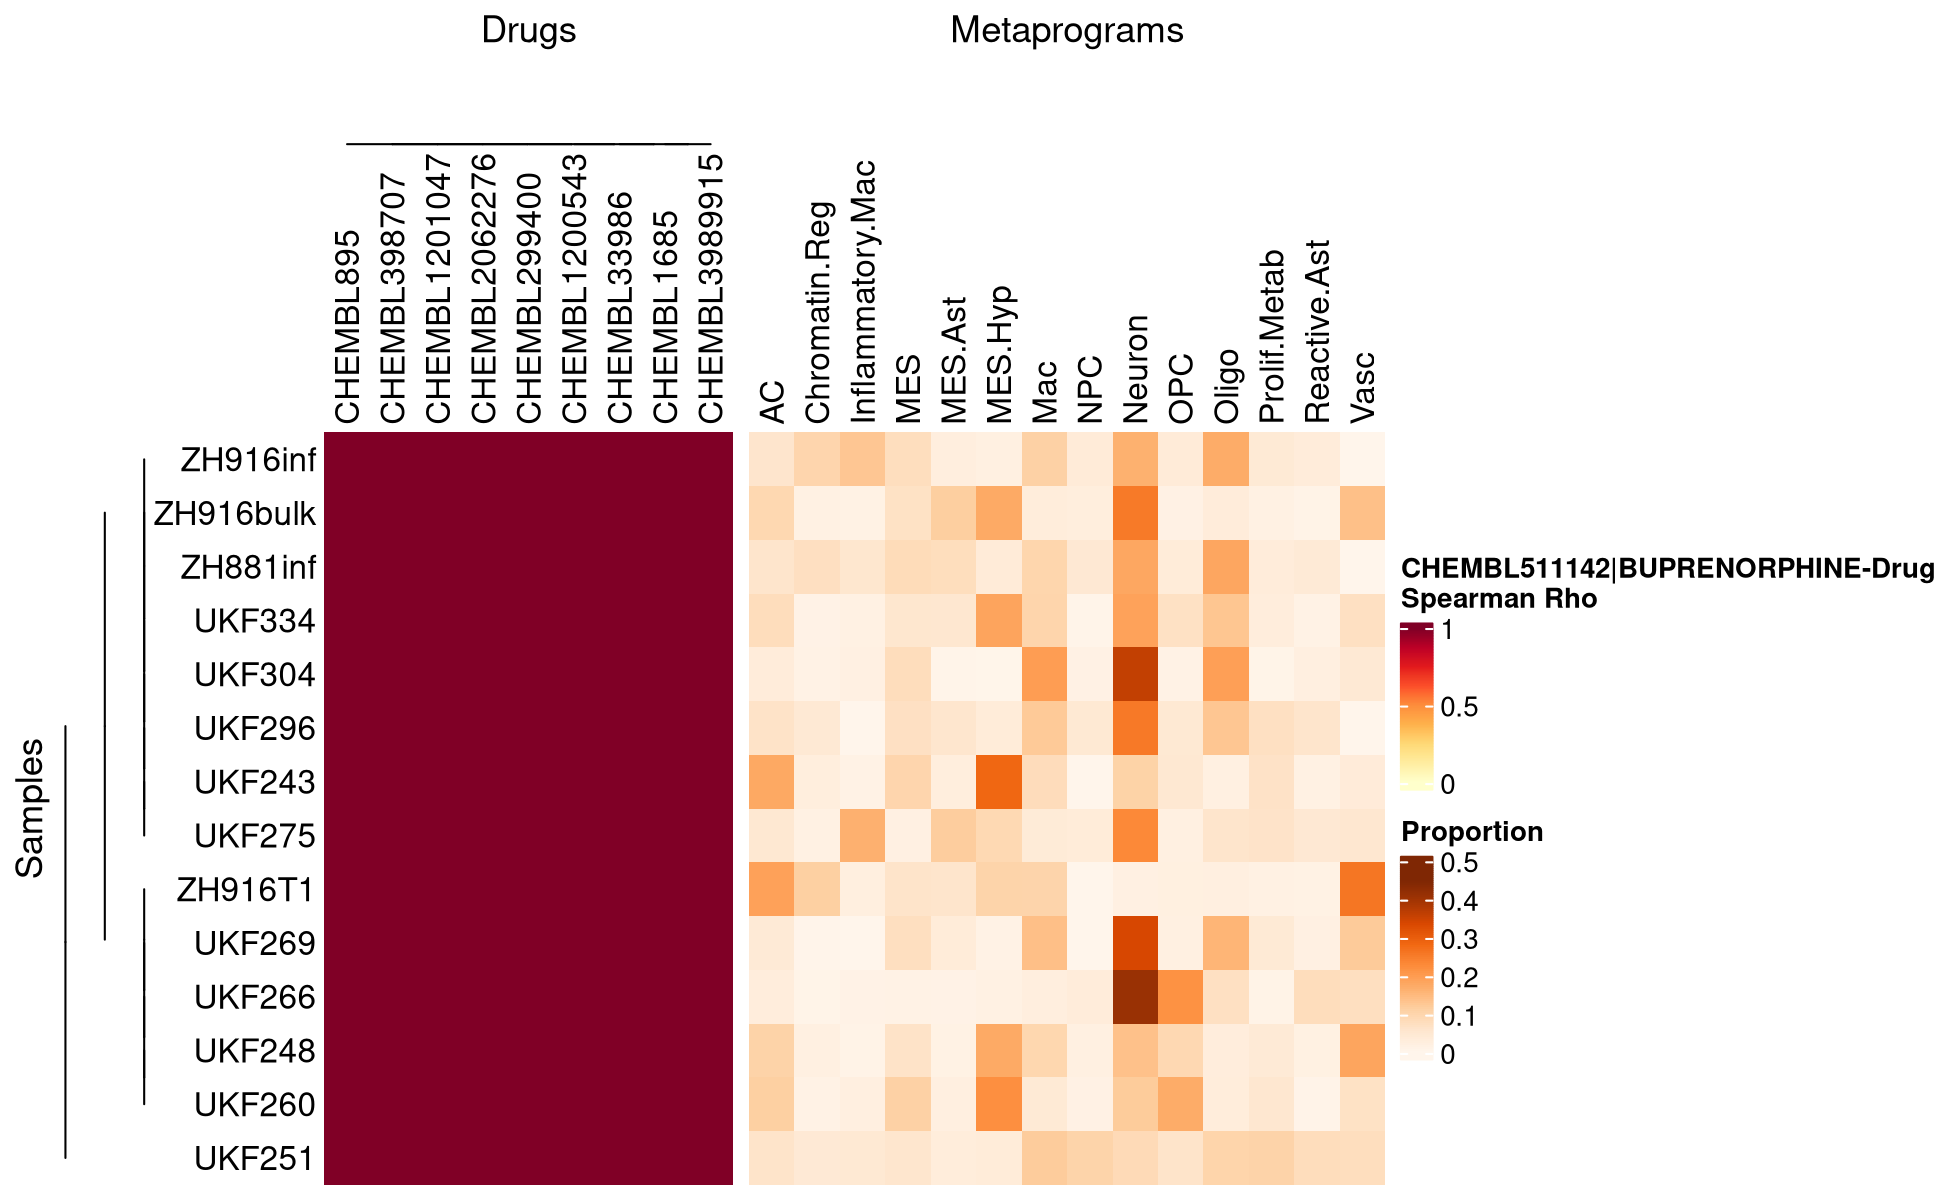 Drugs
Metaprograms
CHEMBL895
CHEMBL398707
CHEMBL1201047
CHEMBL2062276
CHEMBL299400
CHEMBL1200543
CHEMBL33986
CHEMBL1685
CHEMBL3989915
AC
Chromatin.Reg
Inflammatory.Mac
MES
MES.Ast
MES.Hyp
Mac
NPC
Neuron
OPC
Oligo
Prolif.Metab
Reactive.Ast
Vasc
Samples
ZH916inf
ZH916bulk
ZH881inf
UKF334
UKF304
UKF296
UKF243
UKF275
ZH916T1
UKF269
UKF266
UKF248
UKF260
UKF251
CHEMBL511142|BUPRENORPHINE-Drug
Spearman Rho
1
0.5
0
Proportion
0.5
0.4
0.3
0.2
0.1
0